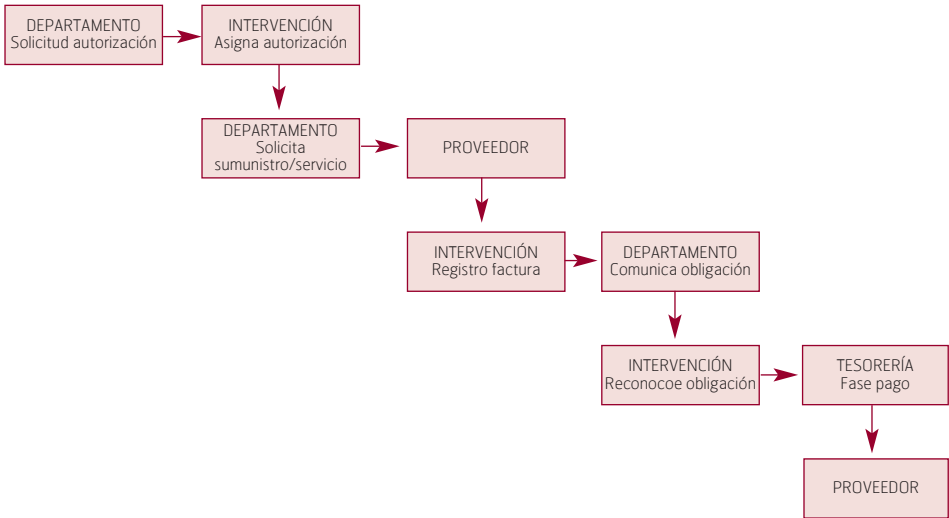 DEPARTAMENTO
Solicitud autorización
INTERVENCIÓN
Asigna autorización
DEPARTAMENTO
Solicita
sumunistro/servicio
PROVEEDOR
INTERVENCIÓN
Registro factura
DEPARTAMENTO
Comunica obligación
INTERVENCIÓN
Reconocoe obligación
TESORERÍA
Fase pago
PROVEEDOR